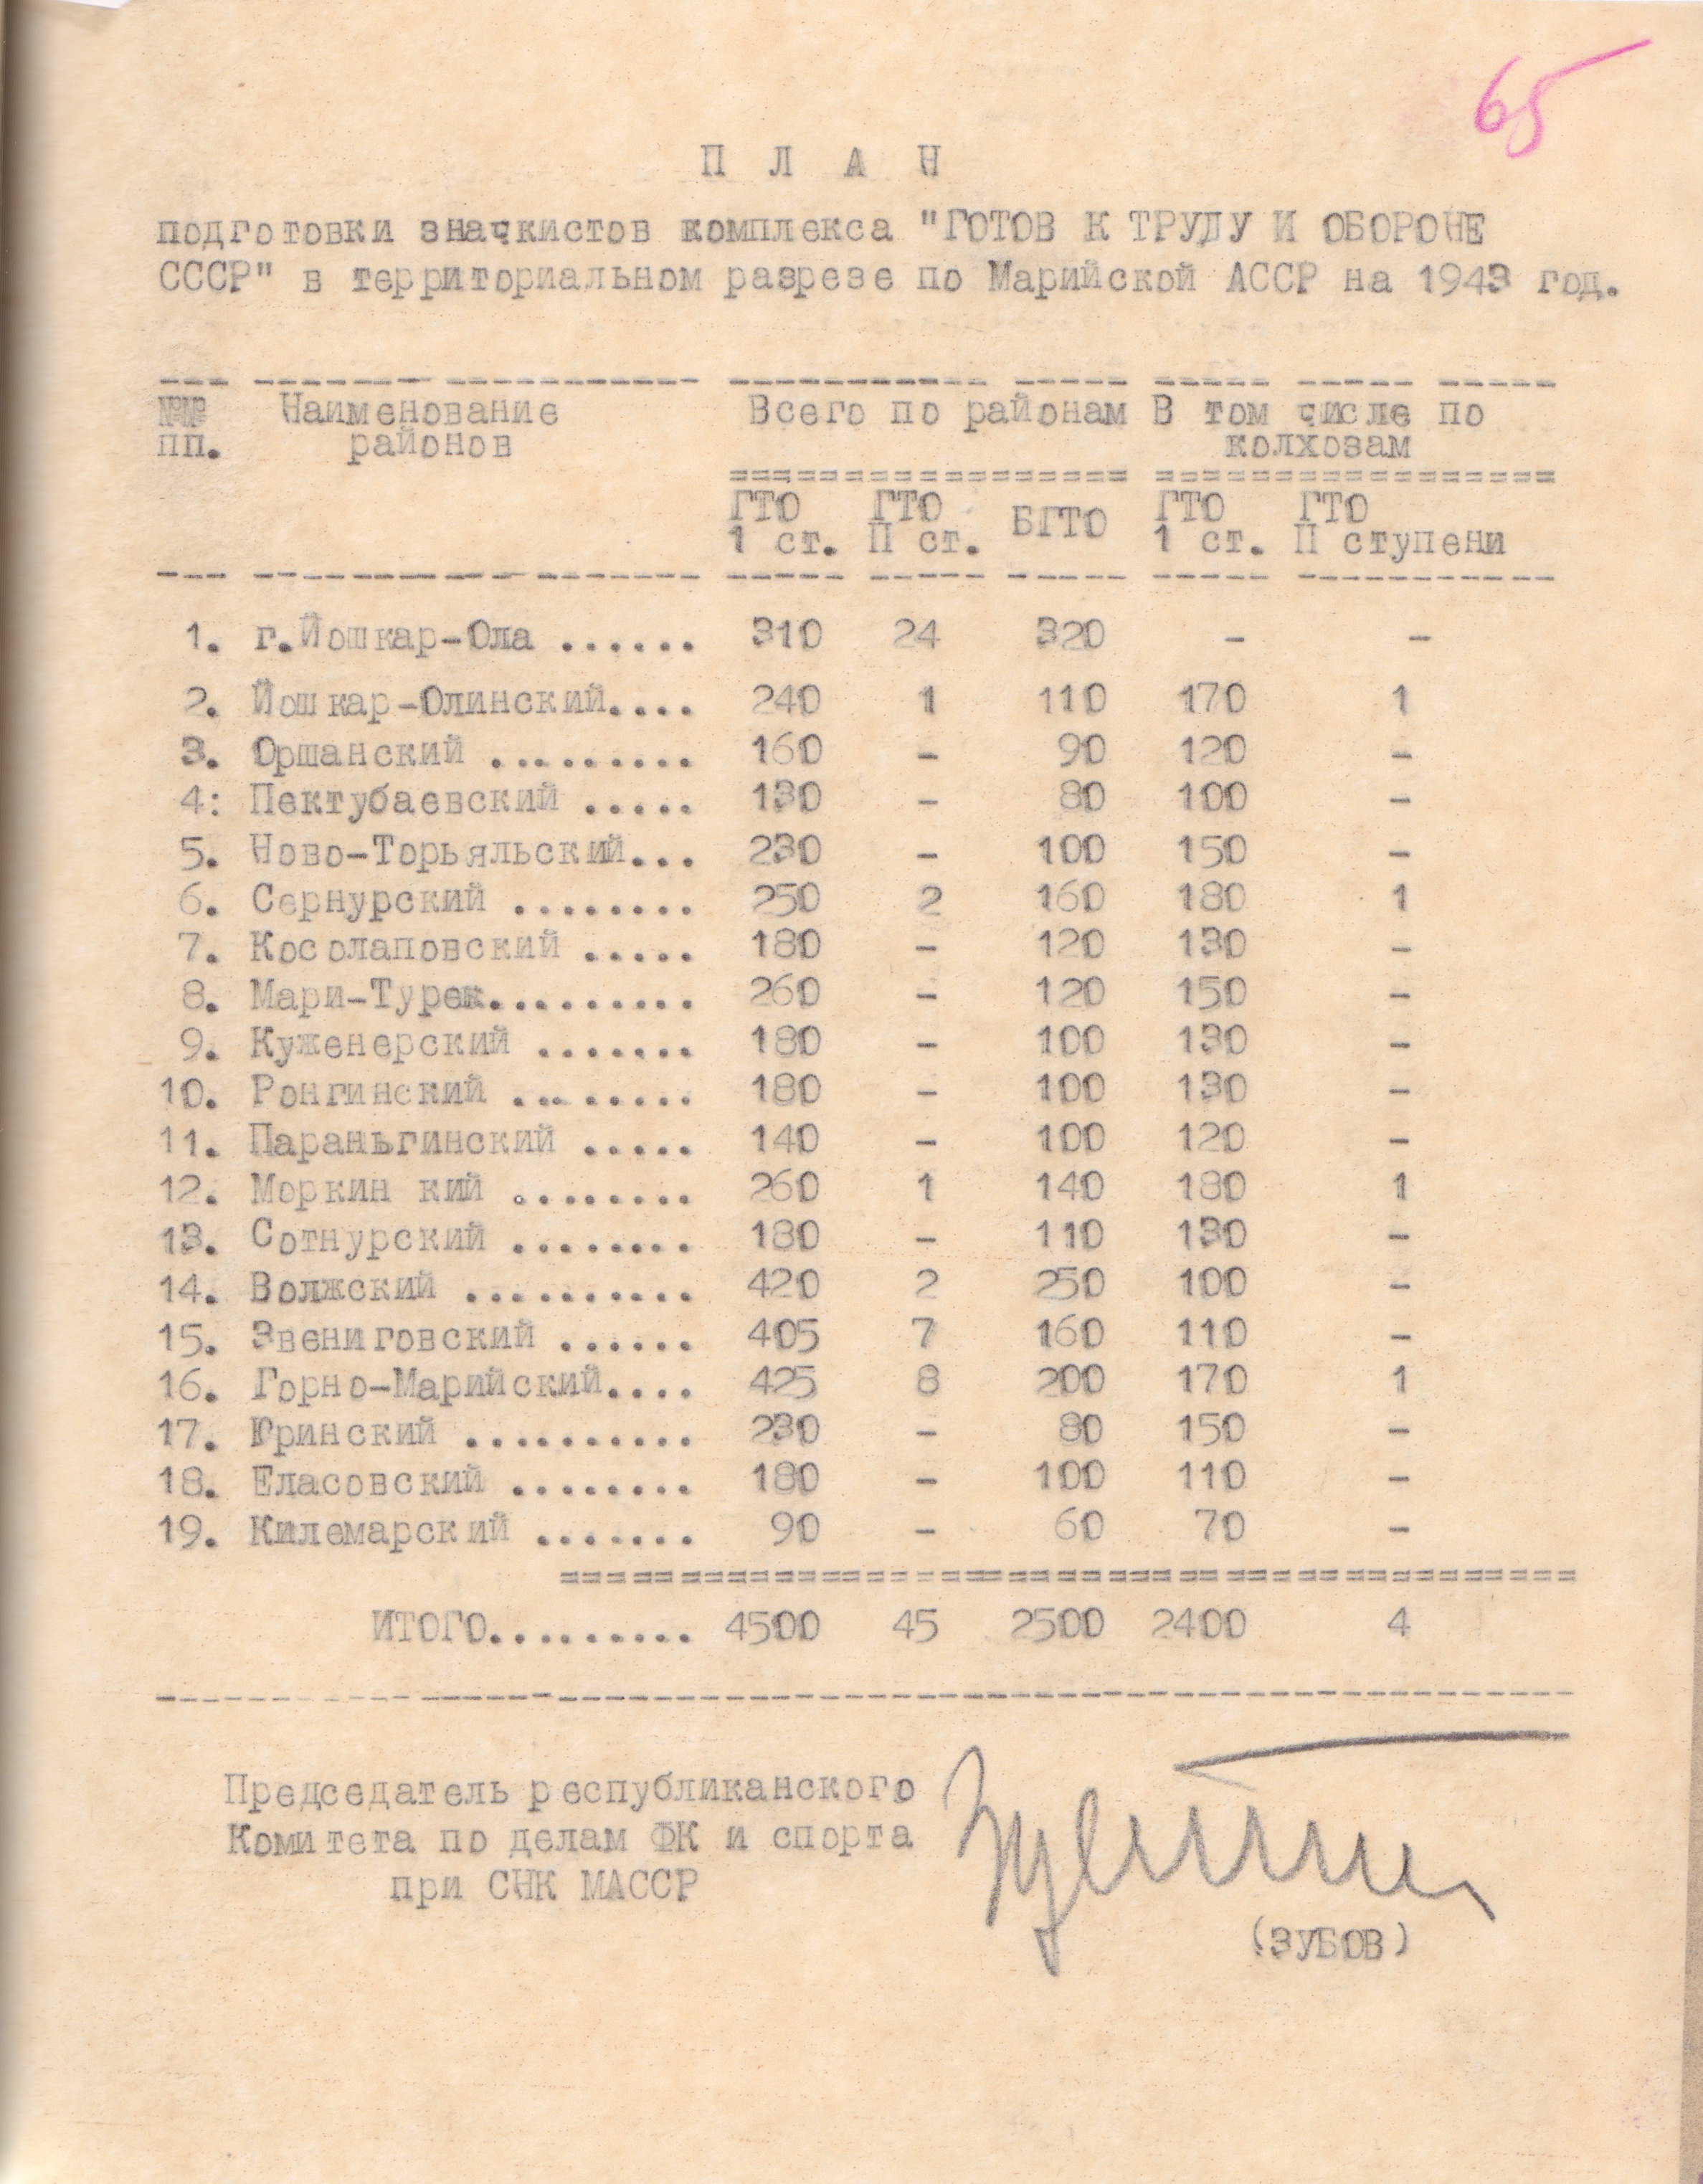 65
П Л А Н
подготовки значкистов комплекса "ГОТОВ К ТРУДУ И ОБОРОНЕ
СССР" в территориальном разрезе по Марийской АССР на 1943 год.
№№ Наименование Всего по районам В том числе по
пп. районов колхозам
ГТО ГТО БГТО ГТО ГТО
1 ст. П ст. 1 ст. П ступени
1. г.Йошкар-Ола ...... 310 24 320 - -
2. Йошкар-Олинский.... 240 1 110 170 1
3. Оршанский ......... 160 - 90 120 -
4: Пектубаевский ..... 130 - 80 100 -
5. Ново-Торьяльский... 230 - 100 150 -
6. Сернурский ........ 250 2 160 180 1
7. Косолаповский ..... 180 - 120 130 -
8. Мари-Турек......... 260 - 120 150 -
9. Куженерский ....... 180 - 100 130 -
10. Ронгинский ........ 180 - 100 130 -
11. Параньгинский ..... 140 - 100 120 -
12. Моркин кий ........ 260 1 140 180 1
13. Сотнурский ........ 180 - 110 130 -
14. Волжский .......... 420 2 250 100 -
15. Звениговский ...... 405 7 160 110 -
16. Горно-Марийский.... 425 8 200 170 1
17. Юринский .......... 230 - 80 150 -
18. Еласовский ........ 180 - 100 110 -
19. Килемарский ....... 90 - 60 70 -
ИТОГО......... 4500 45 2500 2400 4
Председатель республиканского
Комитета по делам ФК и спорта
при СНК МАССР
(ЗУБОВ)